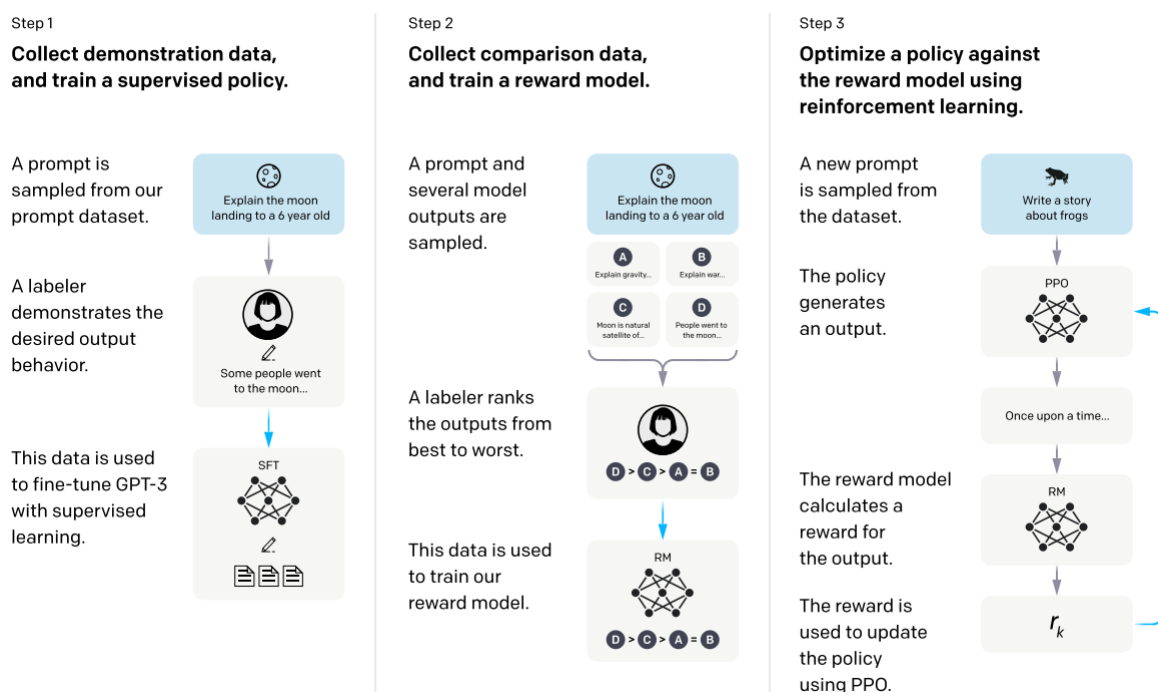 Step 1
Collect demonstration data,
and train a supervised policy.
A prompt is
sampled from our
prompt dataset.
Explain the moon
landing to a 6 year old
A labeler
demonstrates the
desired output
behavior.
Some people went
to the moon...
This data is used
to fine-tune GPT-3
with supervised
learning.
SFT
Step 2
Collect comparison data,
and train a reward model.
A prompt and
several model
outputs are
sampled.
Explain the moon
landing to a 6 year old
A
Explain gravity...
B
Explain war...
C
Moon is natural
satellite of...
D
People went to
the moon...
A labeler ranks
the outputs from
best to worst.
D > C > A = B
This data is used
to train our
reward model.
RM
D > C > A = B
Step 3
Optimize a policy against
the reward model using
reinforcement learning.
A new prompt
is sampled from
the dataset.
Write a story
about frogs
The policy
generates
an output.
PPO
Once upon a time...
The reward model
calculates a
reward for
the output.
RM
The reward is
used to update
the policy
using PPO.
rₖ